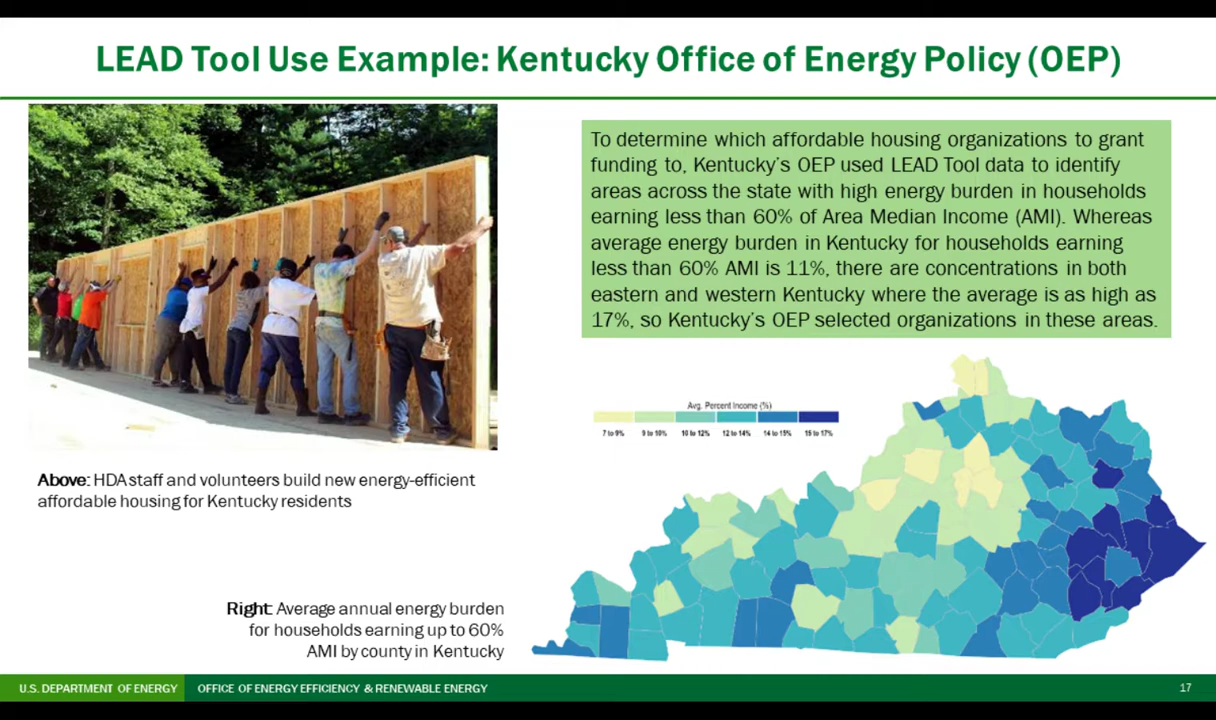 LEAD Tool Use Example: Kentucky Office of Energy Policy (OEP)
To determine which affordable housing organizations to grant
funding to, Kentucky's OEP used LEAD Tool data to identify
areas across the state with high energy burden in households
earning less than 60% of Area Median Income (AMI). Whereas
average energy burden in Kentucky for households earning
less than 60% AMI is 11%, there are concentrations in both
eastern and western Kentucky where the average is as high as
17%, so Kentucky's OEP selected organizations in these areas.
Avg. Percent Income (%)
7 to 9% 9 to 10% 10 to 12% 12 to 14% 14 to 15% 15 to 17%
Above: HDA staff and volunteers build new energy-efficient
affordable housing for Kentucky residents
Right: Average annual energy burden
for households earning up to 60%
AMI by county in Kentucky
U.S. DEPARTMENT OF ENERGY OFFICE OF ENERGY EFFICIENCY & RENEWABLE ENERGY 17